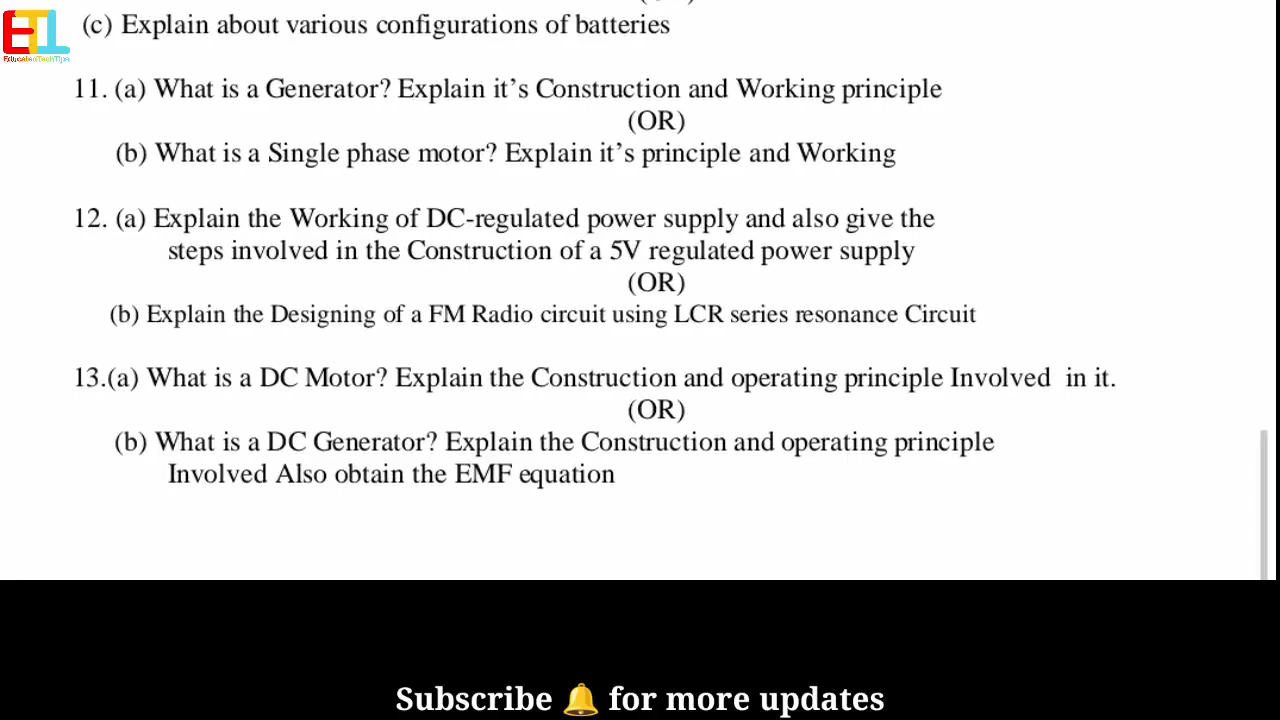 (c) Explain about various configurations of batteries
ETL
EducatedTechTips
11. (a) What is a Generator? Explain it’s Construction and Working principle
(OR)
(b) What is a Single phase motor? Explain it’s principle and Working
12. (a) Explain the Working of DC-regulated power supply and also give the
steps involved in the Construction of a 5V regulated power supply
(OR)
(b) Explain the Designing of a FM Radio circuit using LCR series resonance Circuit
13.(a) What is a DC Motor? Explain the Construction and operating principle Involved in it.
(OR)
(b) What is a DC Generator? Explain the Construction and operating principle
Involved Also obtain the EMF equation
Subscribe 🔔 for more updates